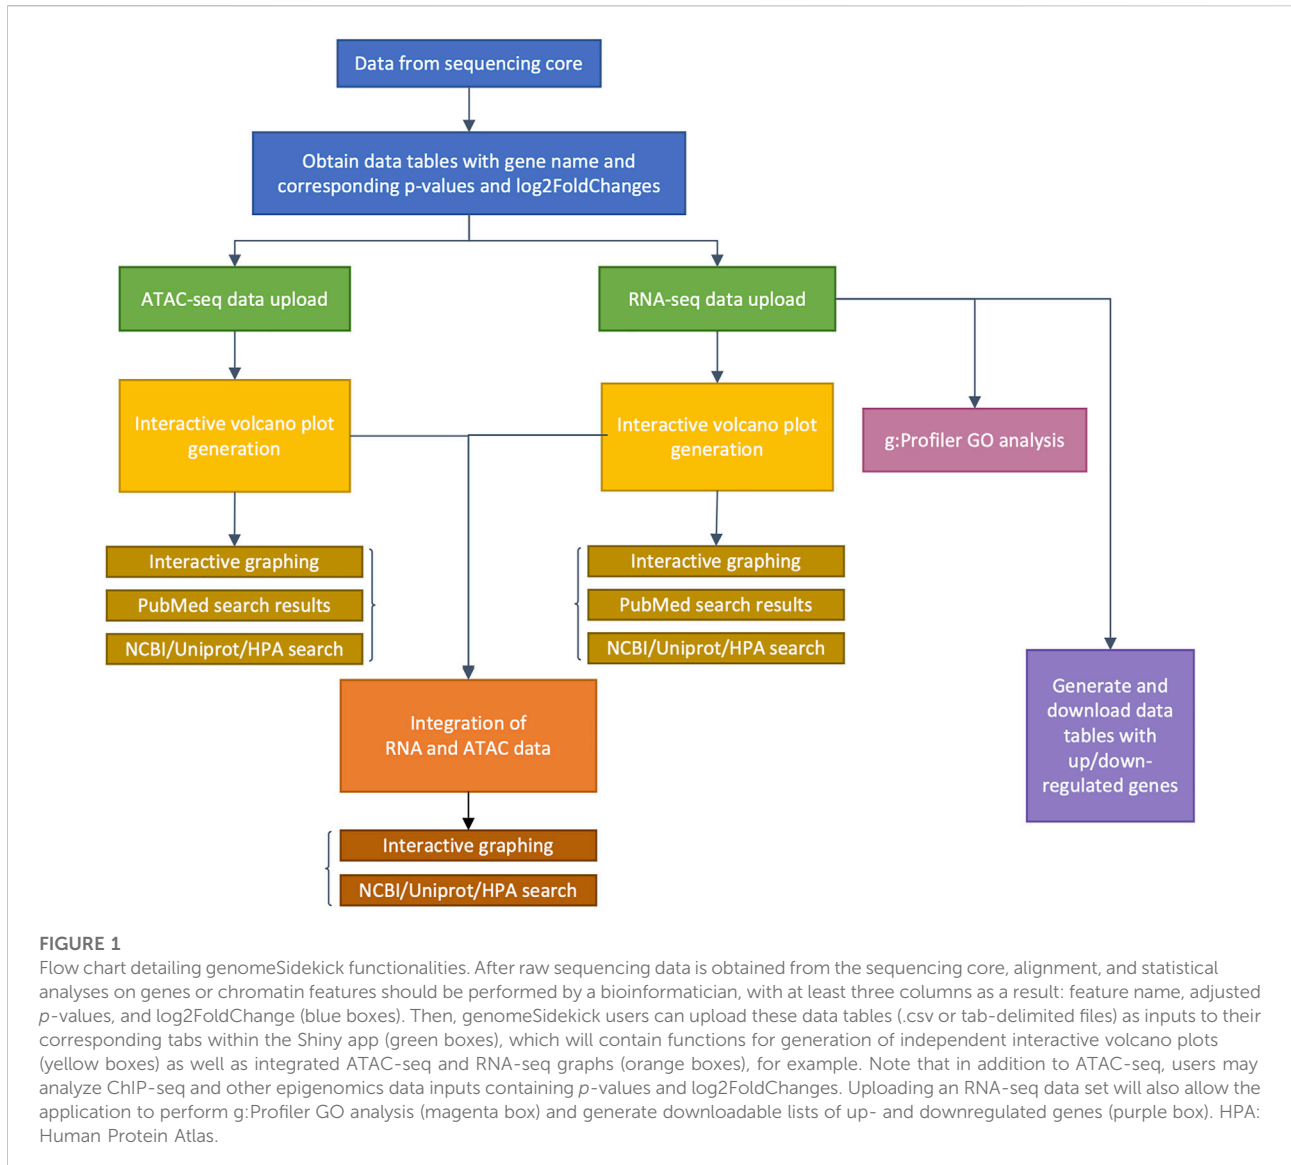 Data from sequencing core
Obtain data tables with gene name and
corresponding p-values and log2FoldChanges
ATAC-seq data upload
RNA-seq data upload
Interactive volcano plot
generation
Interactive volcano plot
generation
g:Profiler GO analysis
Interactive graphing
PubMed search results
NCBI/Uniprot/HPA search
Interactive graphing
PubMed search results
NCBI/Uniprot/HPA search
Generate and
download data
tables with
up/down-
regulated genes
Integration of
RNA and ATAC data
Interactive graphing
NCBI/Uniprot/HPA search
FIGURE 1
Flow chart detailing genomeSidekick functionalities. After raw sequencing data is obtained from the sequencing core, alignment, and statistical
analyses on genes or chromatin features should be performed by a bioinformatician, with at least three columns as a result: feature name, adjusted
p-values, and log2FoldChange (blue boxes). Then, genomeSidekick users can upload these data tables (.csv or tab-delimited files) as inputs to their
corresponding tabs within the Shiny app (green boxes), which will contain functions for generation of independent interactive volcano plots
(yellow boxes) as well as integrated ATAC-seq and RNA-seq graphs (orange boxes), for example. Note that in addition to ATAC-seq, users may
analyze ChIP-seq and other epigenomics data inputs containing p-values and log2FoldChanges. Uploading an RNA-seq data set will also allow the
application to perform g:Profiler GO analysis (magenta box) and generate downloadable lists of up- and downregulated genes (purple box). HPA:
Human Protein Atlas.